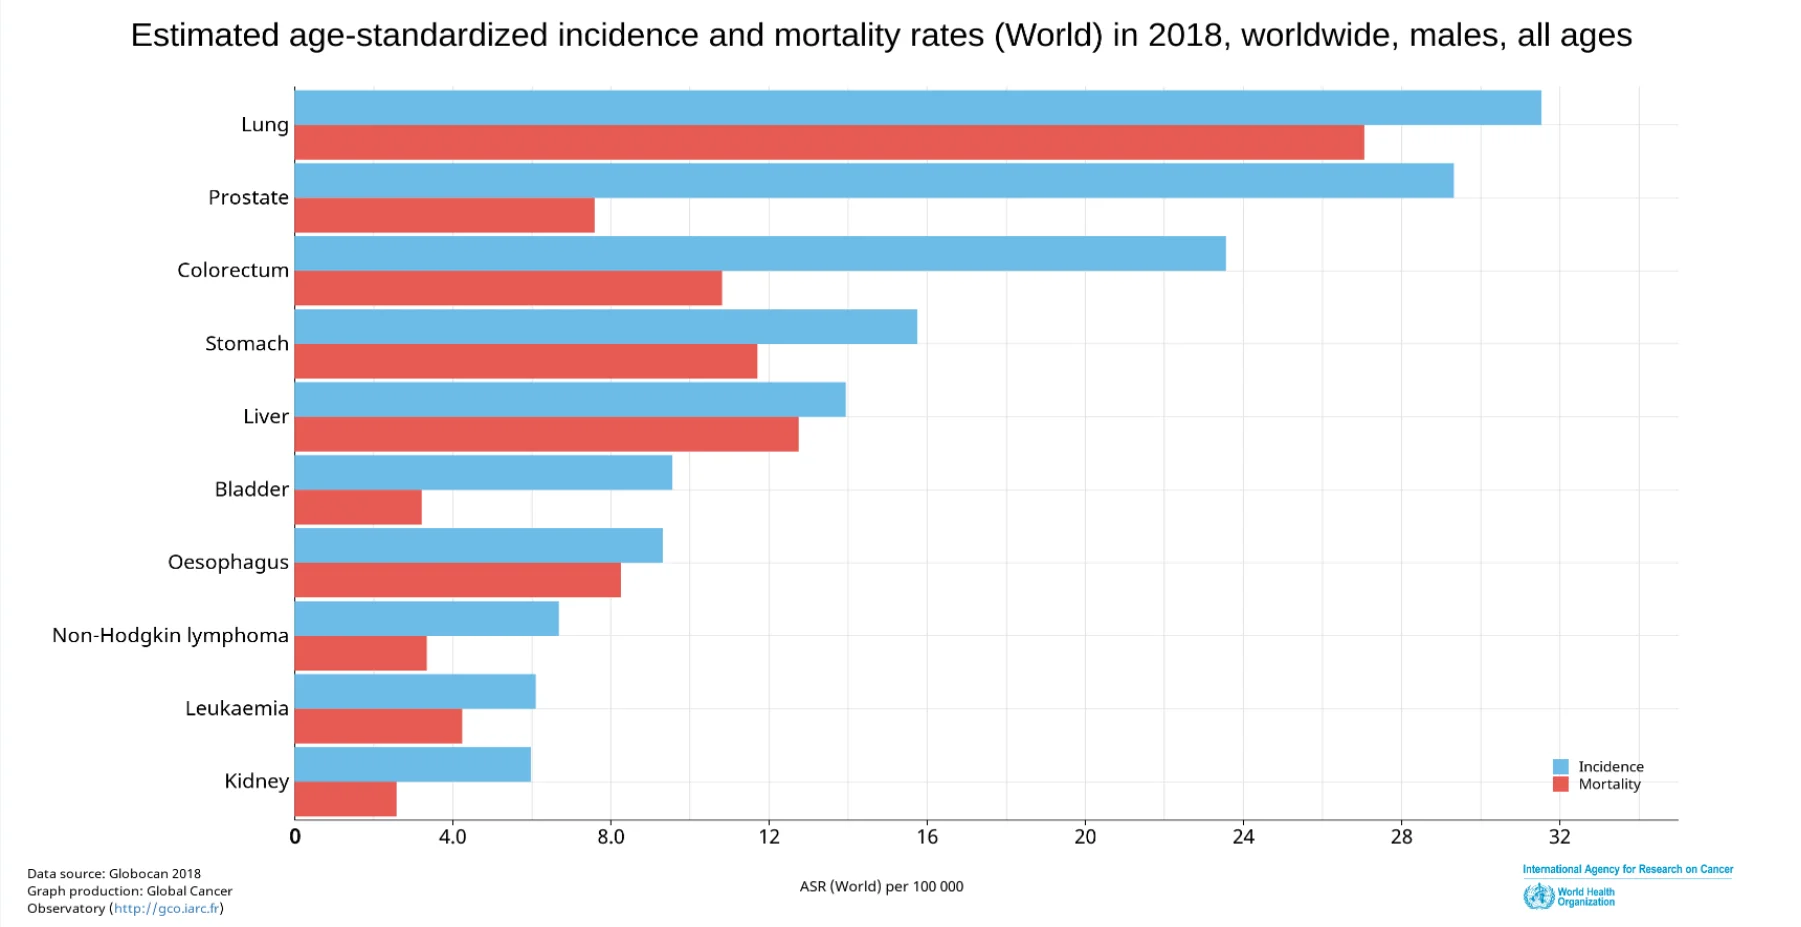 Estimated age-standardized incidence and mortality rates (World) in 2018, worldwide, males, all ages
Lung
Prostate
Colorectum
Stomach
Liver
Bladder
Oesophagus
Non-Hodgkin lymphoma
Leukaemia
Kidney
Incidence
Mortality
0 4.0 8.0 12 16 20 24 28 32
ASR (World) per 100 000
Data source: Globocan 2018
Graph production: Global Cancer
Observatory (http://gco.iarc.fr)
International Agency for Research on Cancer
World Health
Organization